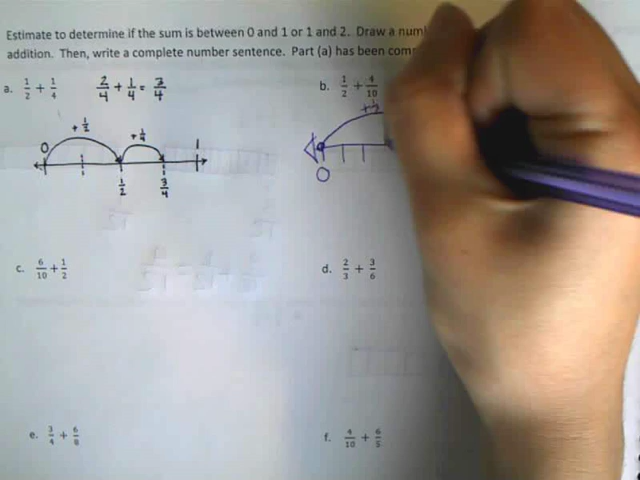 Estimate to determine if the sum is between 0 and 1 or 1 and 2. Draw a
addition. Then, write a complete number sentence. Part (a) has been
a. 1/2 + 1/4 2/4 + 1/4 = 3/4
+ 1/2 + 1/4
0 1
1/2 3/4
b. 1/2 + 4/10
+ 1/2
0
c. 6/10 + 1/2
d. 2/3 + 3/6
e. 3/4 + 6/8
f. 4/10 + 6/5